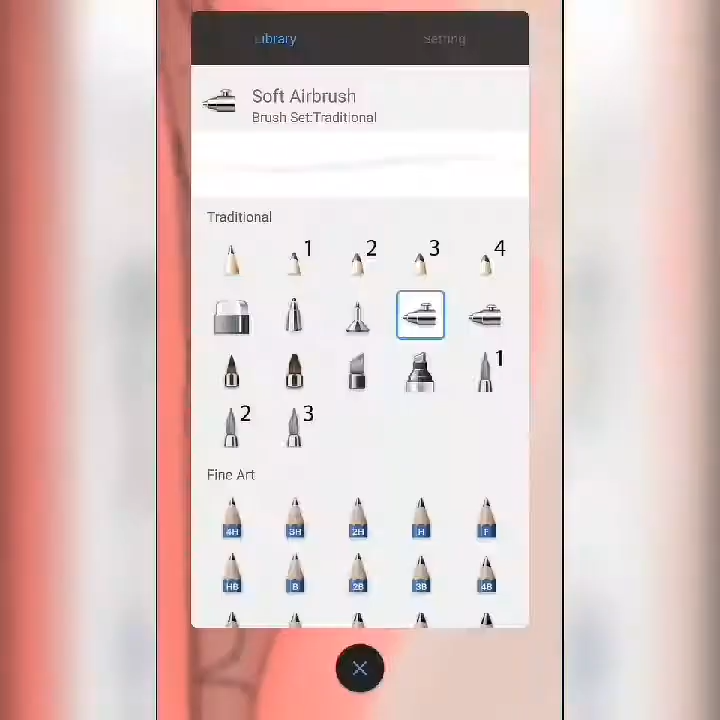 Library
Setting
Soft Airbrush
Brush Set:Traditional
Traditional
1 2 3 4
1
2 3
Fine Art
4H 3H 2H H F
HB B 2B 3B 4B